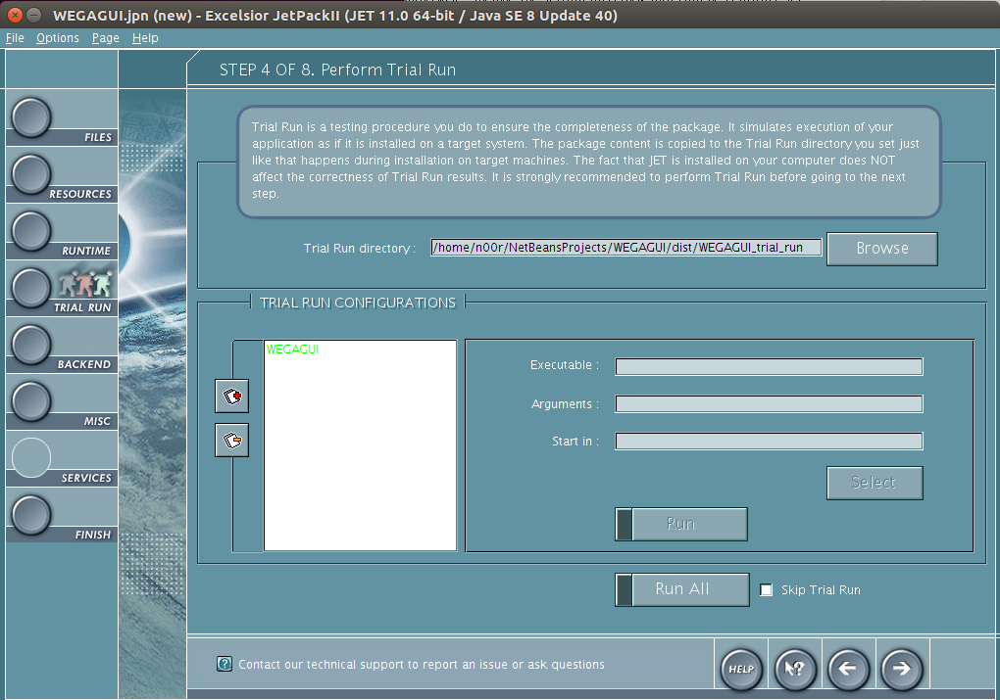 WEGAGUI.jpn (new) - Excelsior JetPackII (JET 11.0 64-bit / Java SE 8 Update 40)
File Options Page Help
STEP 4 OF 8. Perform Trial Run
FILES
RESOURCES
RUNTIME
TRIAL RUN
BACKEND
MISC
SERVICES
FINISH
Trial Run is a testing procedure you do to ensure the completeness of the package. It simulates execution of your
application as if it is installed on a target system. The package content is copied to the Trial Run directory you set just
like that happens during installation on target machines. The fact that JET is installed on your computer does NOT
affect the correctness of Trial Run results. It is strongly recommended to perform Trial Run before going to the next
step.
Trial Run directory : /home/n00r/NetBeansProjects/WEGAGUI/dist/WEGAGUI_trial_run Browse
TRIAL RUN CONFIGURATIONS
WEGAGUI
Executable :
Arguments :
Start in :
Select
Run
Run All Skip Trial Run
? Contact our technical support to report an issue or ask questions
HELP ?